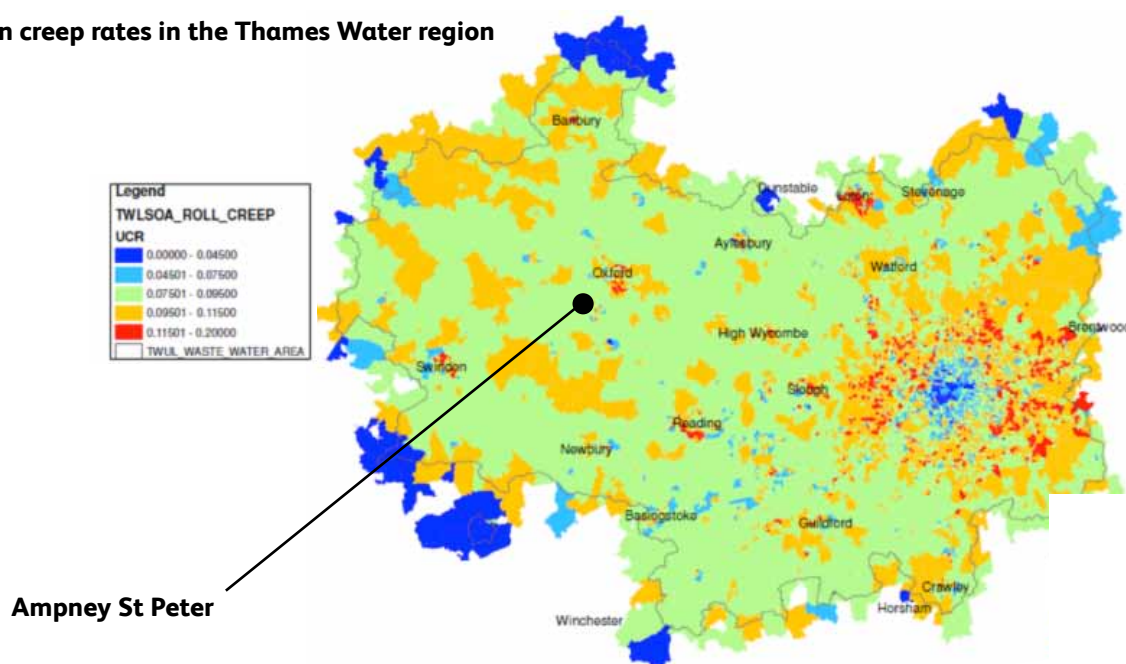 n creep rates in the Thames Water region
Banbury
Dunstable
Luton
Stevenage
Legend
TWLSOA_ROLL_CREEP
UCR
0.00000 - 0.04500
0.04501 - 0.07500
0.07501 - 0.09500
0.09501 - 0.11500
0.11501 - 0.20000
TWUL_WASTE_WATER_AREA
Aylesbury
Oxford
Watford
High Wycombe
Brentwood
Swindon
Slough
Reading
Newbury
Basingstoke
Guildford
Crawley
Horsham
Winchester
Ampney St Peter